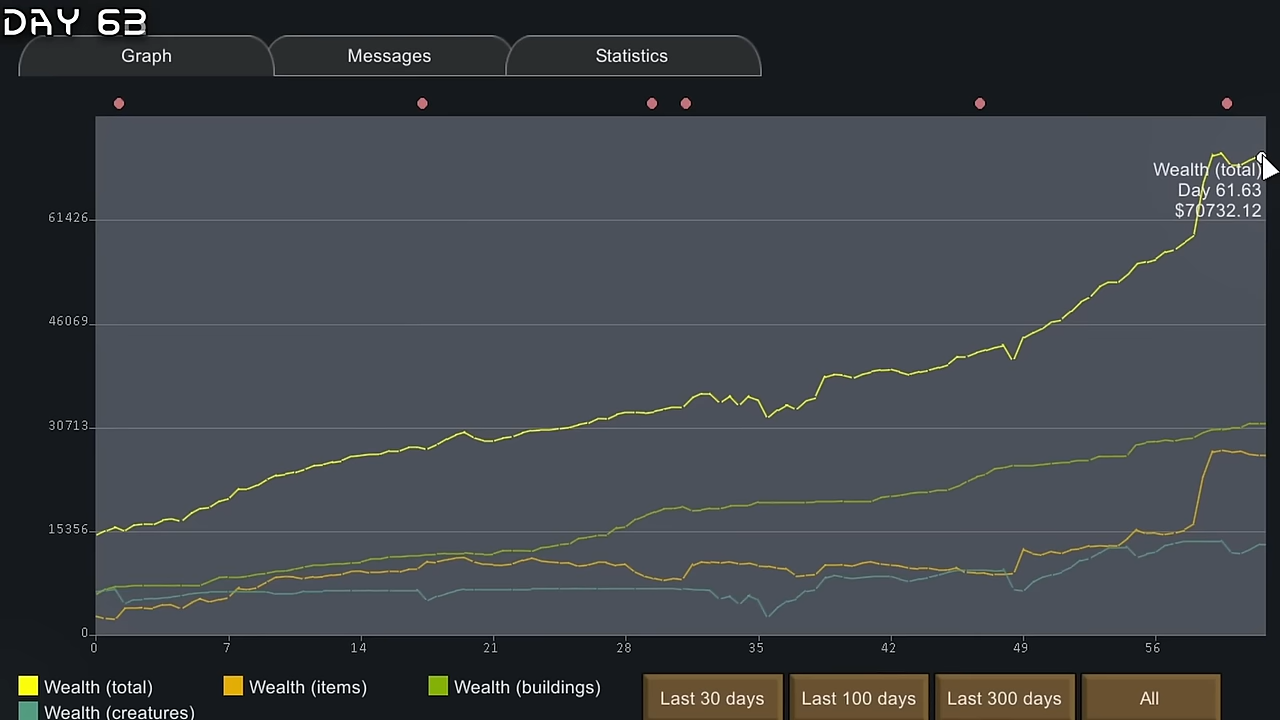 DAY 63
Graph
Messages
Statistics
Wealth (total)
Day 61.63
$70732.12
61426
46069
30713
15356
0
0 7 14 21 28 35 42 49 56
Wealth (total)
Wealth (items)
Wealth (buildings)
Wealth (creatures)
Last 30 days
Last 100 days
Last 300 days
All